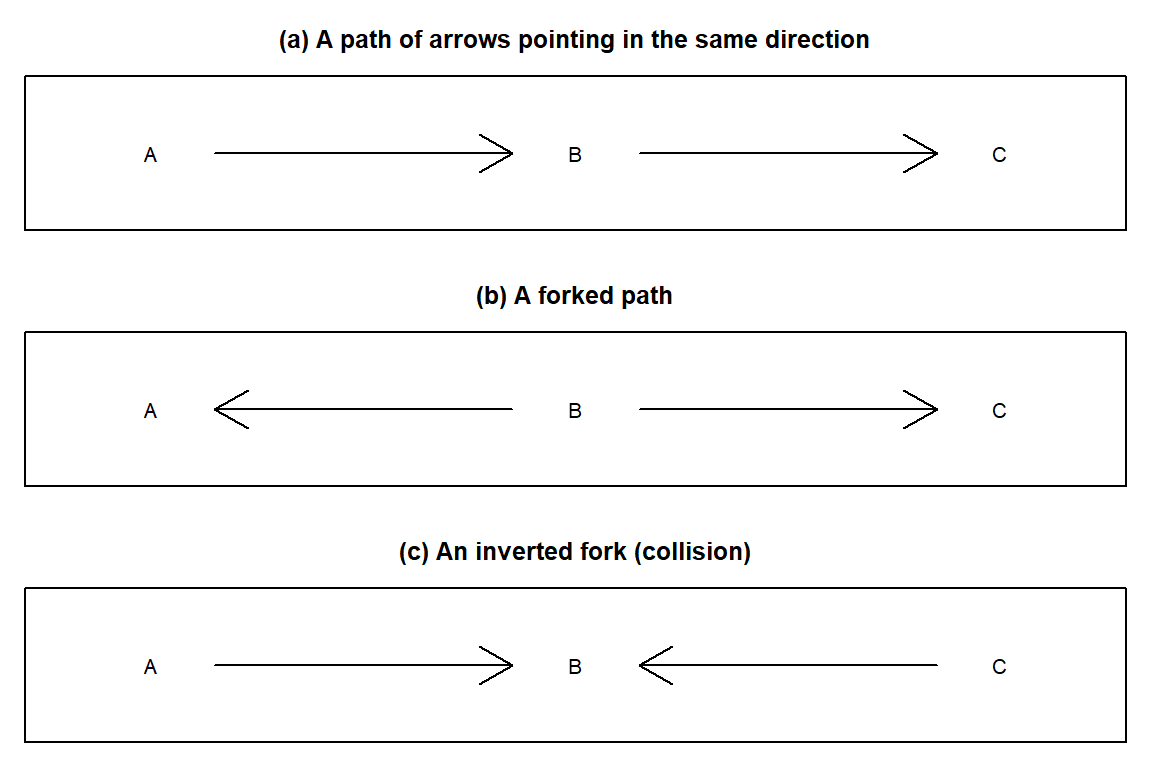 (a) A path of arrows pointing in the same direction
A B C
(b) A forked path
A B C
(c) An inverted fork (collision)
A B C